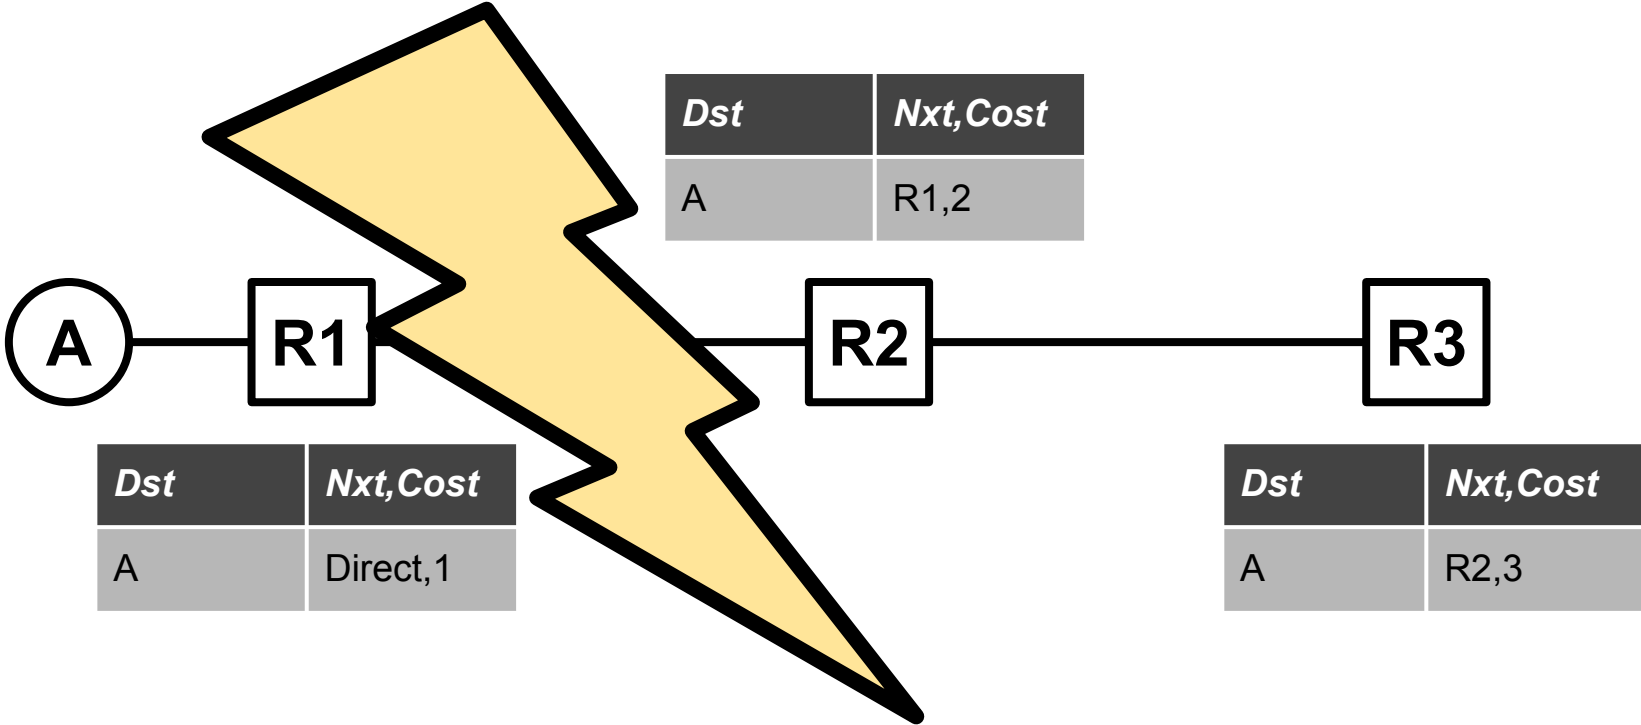 Dst Nxt,Cost
A R1,2
A R1 R2 R3
Dst Nxt,Cost
A Direct,1
Dst Nxt,Cost
A R2,3